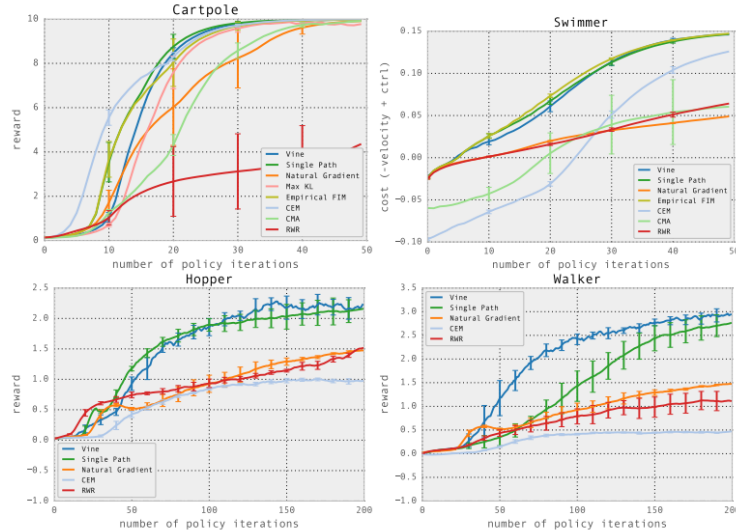 Cartpole
10
8
6
4
2
0
reward
Vine
Single Path
Natural Gradient
Max KL
Empirical FIM
CEM
CMA
RWR
0 10 20 30 40 50
number of policy iterations
Swimmer
0.15
0.10
0.05
0.00
−0.05
−0.10
cost (-velocity + ctrl)
Vine
Single Path
Natural Gradient
Empirical FIM
CEM
CMA
RWR
0 10 20 30 40 50
number of policy iterations
Hopper
2.5
2.0
1.5
1.0
0.5
0.0
−0.5
−1.0
reward
Vine
Single Path
Natural Gradient
CEM
RWR
0 50 100 150 200
number of policy iterations
Walker
3.5
3.0
2.5
2.0
1.5
1.0
0.5
0.0
−0.5
−1.0
reward
Vine
Single Path
Natural Gradient
CEM
RWR
0 50 100 150 200
number of policy iterations